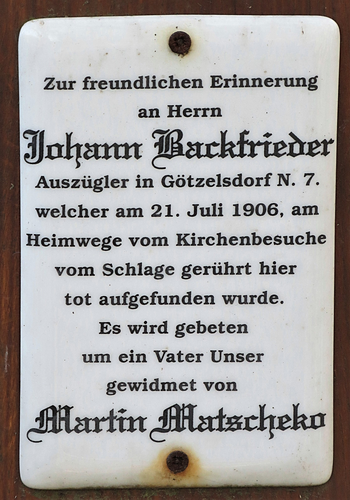 Zur freundlichen Erinnerung
an Herrn
Johann Backfrieder
Auszügler in Götzelsdorf N. 7.
welcher am 21. Juli 1906, am
Heimwege vom Kirchenbesuche
vom Schlage gerührt hier
tot aufgefunden wurde.
Es wird gebeten
um ein Vater Unser
gewidmet von
Martin Matscheko